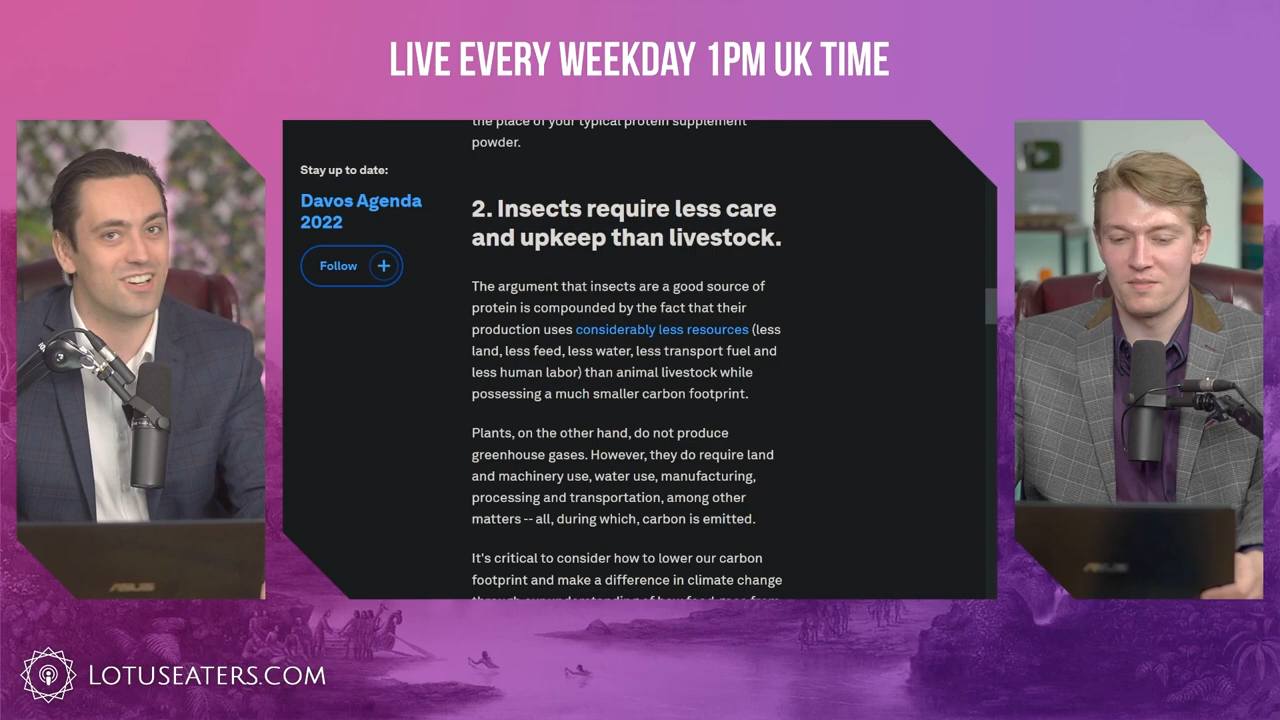 LIVE EVERY WEEKDAY 1PM UK TIME
the place of your typical protein supplement
powder.
Stay up to date:
Davos Agenda
2022
Follow +
2. Insects require less care
and upkeep than livestock.
The argument that insects are a good source of
protein is compounded by the fact that their
production uses considerably less resources (less
land, less feed, less water, less transport fuel and
less human labor) than animal livestock while
possessing a much smaller carbon footprint.
Plants, on the other hand, do not produce
greenhouse gases. However, they do require land
and machinery use, water use, manufacturing,
processing and transportation, among other
matters -- all, during which, carbon is emitted.
It's critical to consider how to lower our carbon
footprint and make a difference in climate change
ASUS
ASUS
LOTUSEATERS.COM